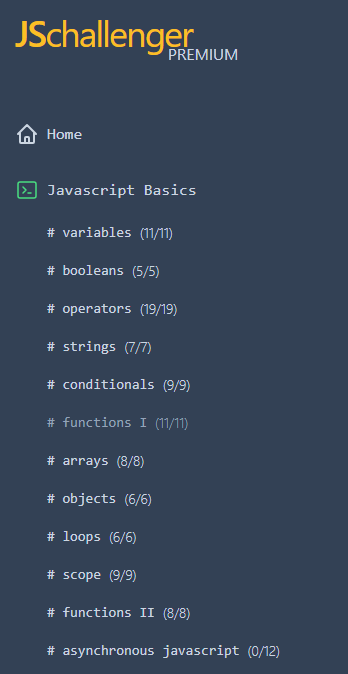 JSchallenger
PREMIUM
Home
Javascript Basics
# variables (11/11)
# booleans (5/5)
# operators (19/19)
# strings (7/7)
# conditionals (9/9)
# functions I (11/11)
# arrays (8/8)
# objects (6/6)
# loops (6/6)
# scope (9/9)
# functions II (8/8)
# asynchronous javascript (0/12)